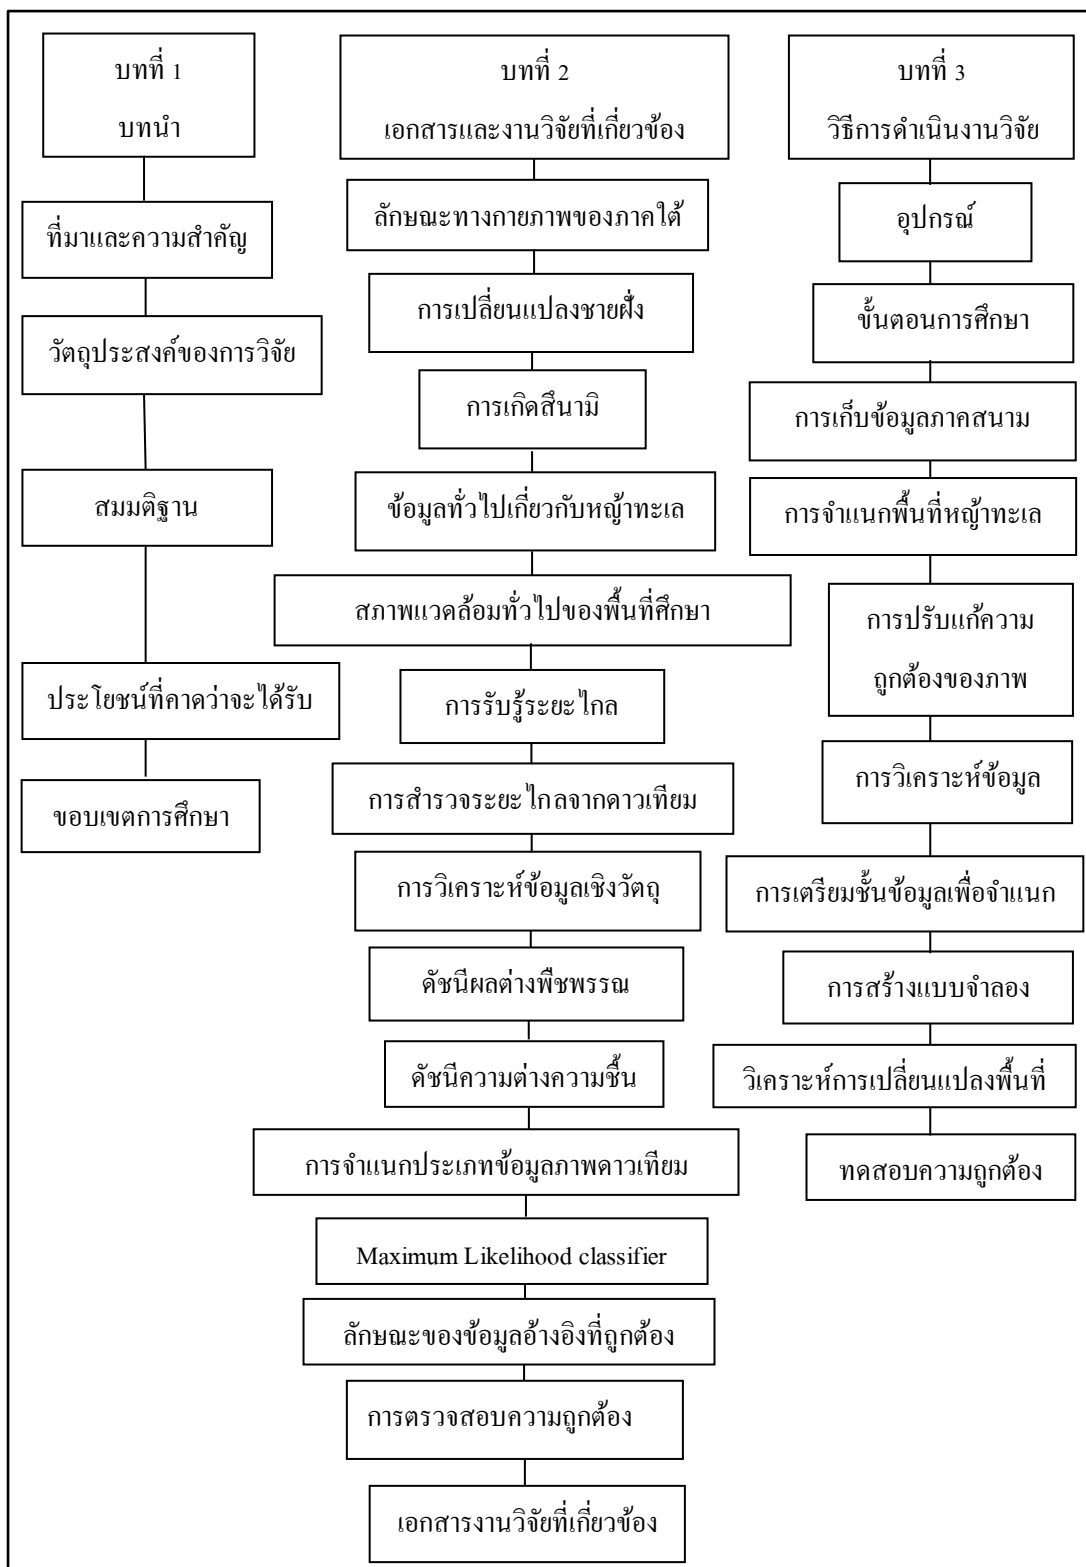 บทที่ 1
บทนำ
ที่มาและความสำคัญ
วัตถุประสงค์ของการวิจัย
สมมติฐาน
ประโยชน์ที่คาดว่าจะได้รับ
ขอบเขตการศึกษา
บทที่ 2
เอกสารและงานวิจัยที่เกี่ยวข้อง
ลักษณะทางกายภาพของภาคใต้
การเปลี่ยนแปลงชายฝั่ง
การเกิดสึนามิ
ข้อมูลทั่วไปเกี่ยวกับหญ้าทะเล
สภาพแวดล้อมทั่วไปของพื้นที่ศึกษา
การรับรู้ระยะไกล
การสำรวจระยะไกลจากดาวเทียม
การวิเคราะห์ข้อมูลเชิงวัตถุ
ดัชนีผลต่างพืชพรรณ
ดัชนีความต่างความชื้น
การจำแนกประเภทข้อมูลภาพดาวเทียม
Maximum Likelihood classifier
ลักษณะของข้อมูลอ้างอิงที่ถูกต้อง
การตรวจสอบความถูกต้อง
เอกสารงานวิจัยที่เกี่ยวข้อง
บทที่ 3
วิธีการดำเนินงานวิจัย
อุปกรณ์
ขั้นตอนการศึกษา
การเก็บข้อมูลภาคสนาม
การจำแนกพื้นที่หญ้าทะเล
การปรับแก้ความ
ถูกต้องของภาพ
การวิเคราะห์ข้อมูล
การเตรียมชั้นข้อมูลเพื่อจำแนก
การสร้างแบบจำลอง
วิเคราะห์การเปลี่ยนแปลงพื้นที่
ทดสอบความถูกต้อง